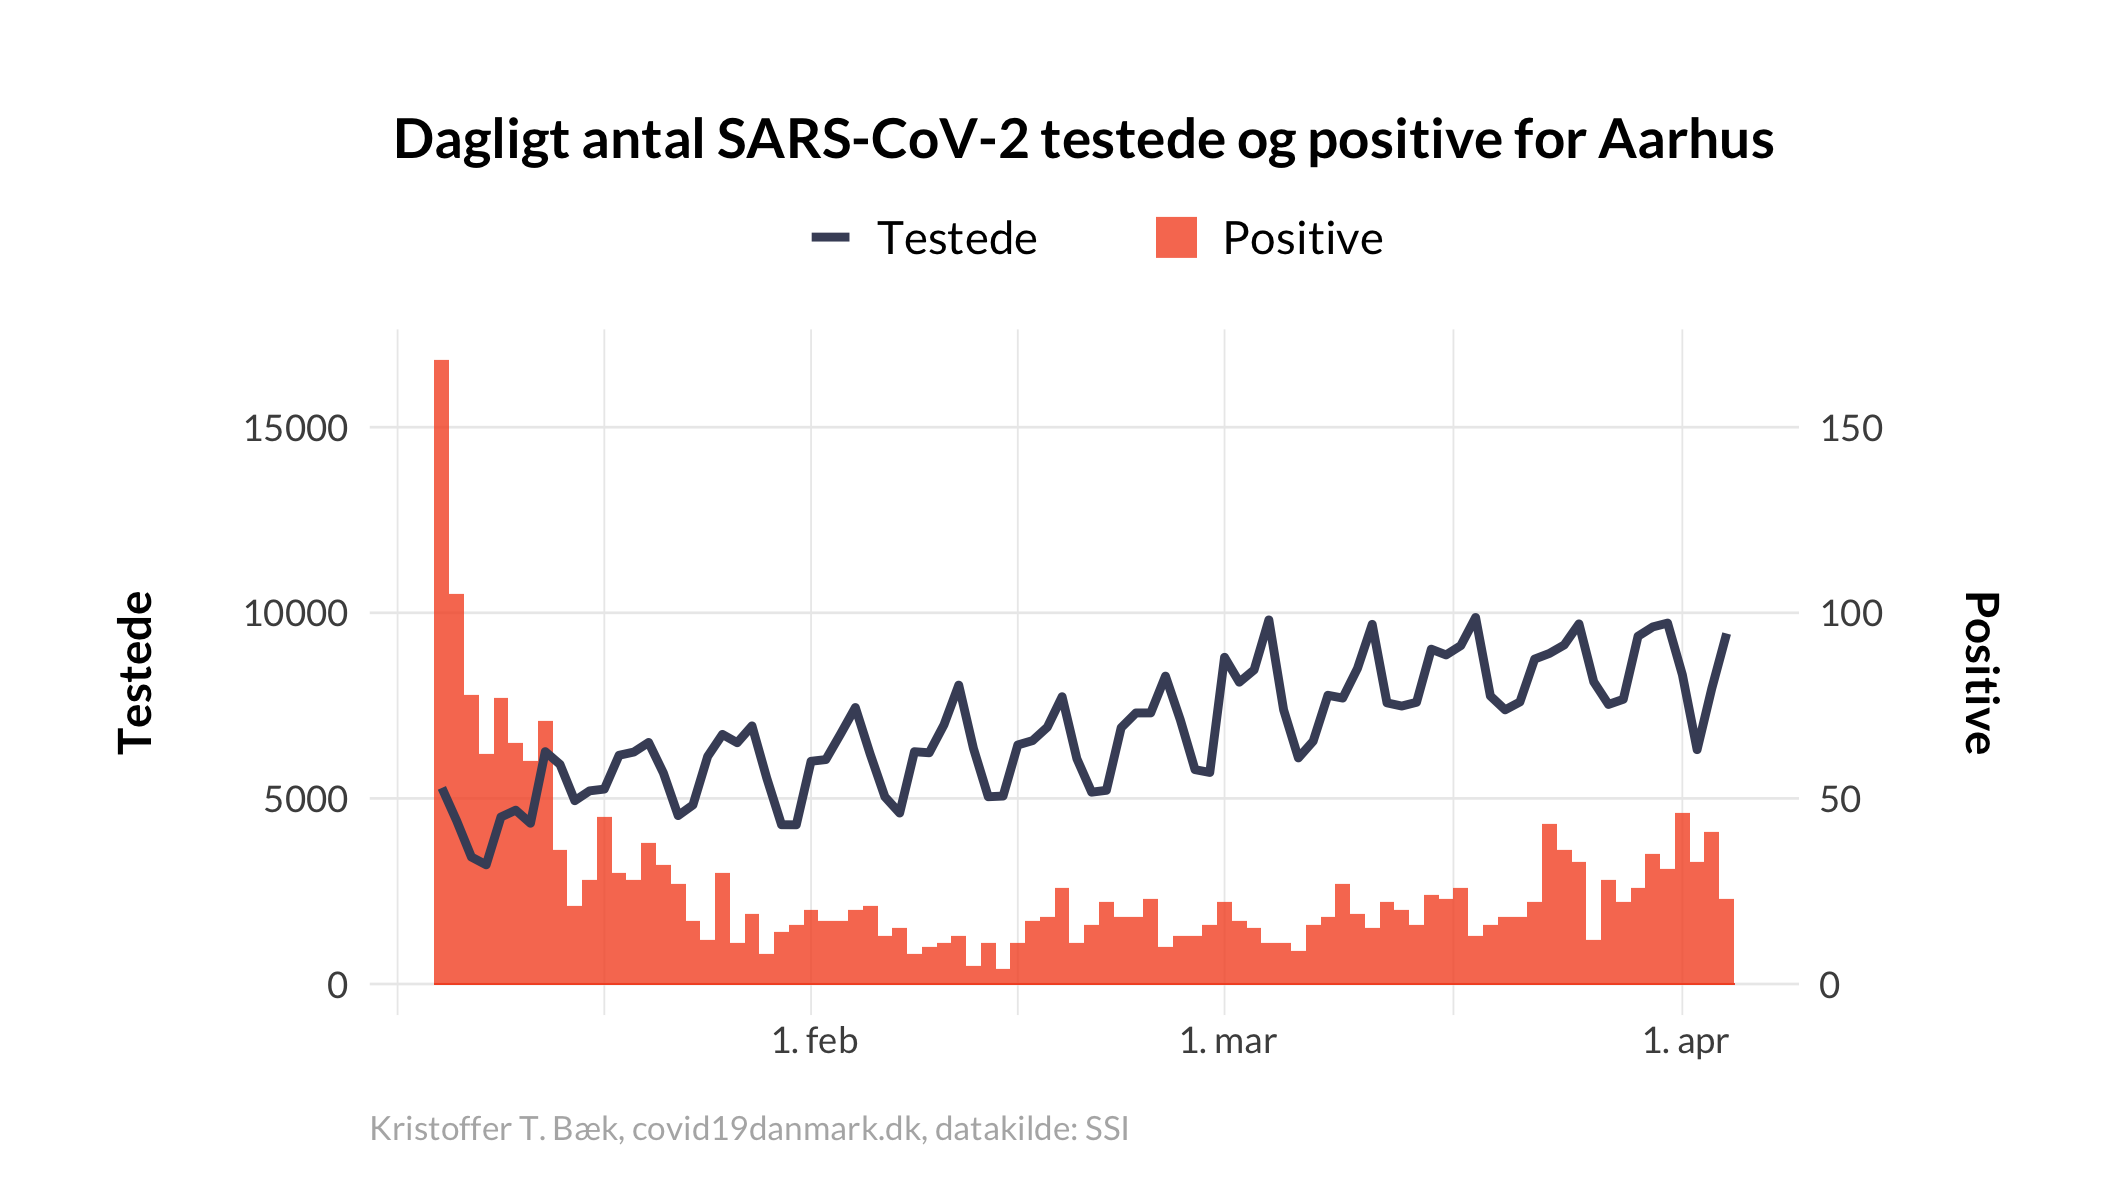 Dagligt antal SARS-CoV-2 testede og positive for Aarhus
Testede
Positive
15000
10000
5000
0
Testede
150
100
50
0
Positive
1. feb
1. mar
1. apr
Kristoffer T. Bæk, covid19danmark.dk, datakilde: SSI